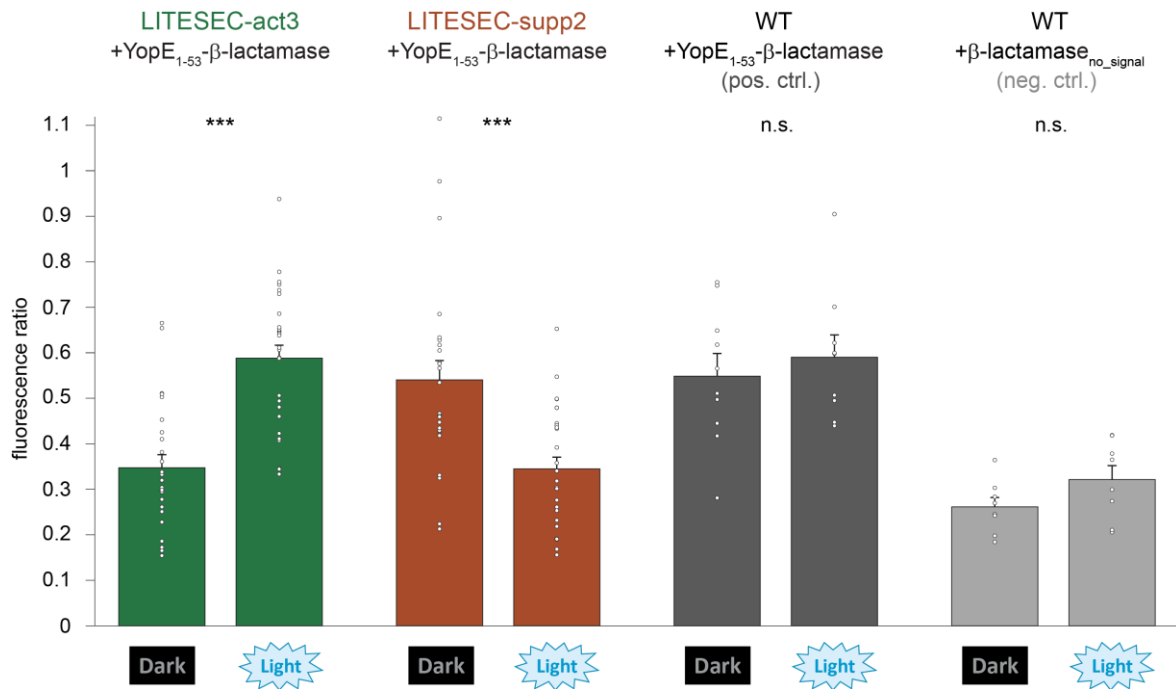 LITESEC-act3
+YopE1-53-β-lactamase
LITESEC-supp2
+YopE1-53-β-lactamase
WT
+YopE1-53-β-lactamase
(pos. ctrl.)
WT
+β-lactamaseno_signal
(neg. ctrl.)
***
***
n.s.
n.s.
fluorescence ratio
1.1
1
0.9
0.8
0.7
0.6
0.5
0.4
0.3
0.2
0.1
0
Dark
Light
Dark
Light
Dark
Light
Dark
Light